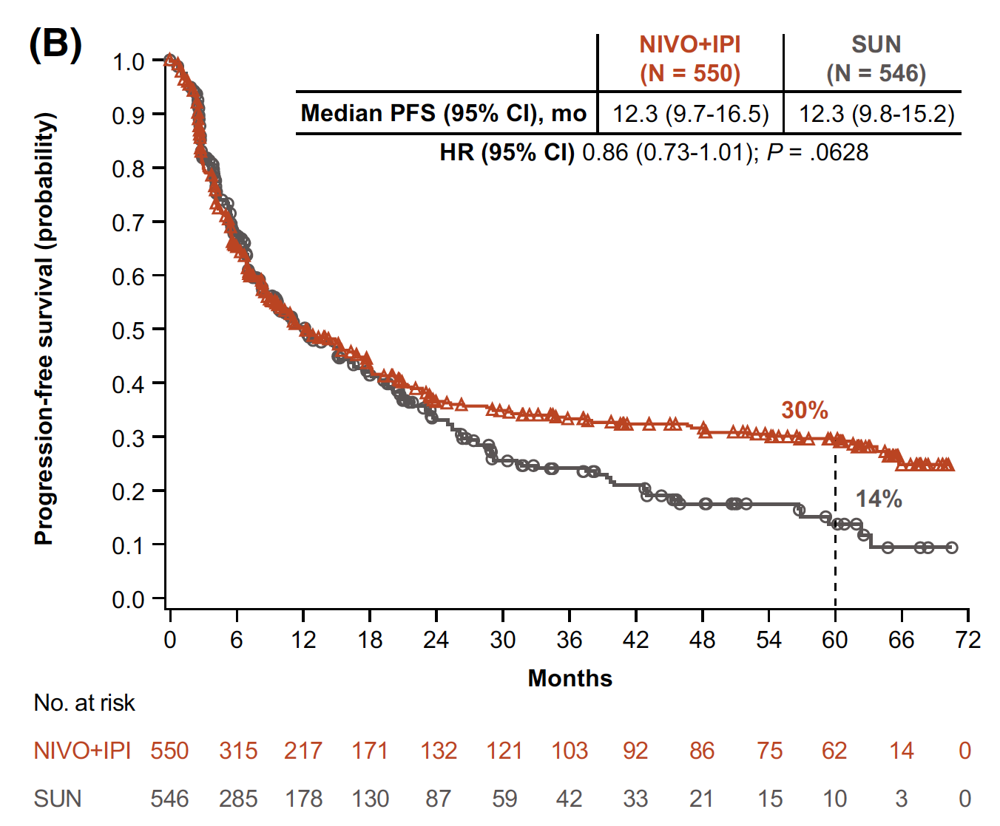 (B)
NIVO+IPI SUN
(N = 550) (N = 546)
Median PFS (95% CI), mo 12.3 (9.7-16.5) 12.3 (9.8-15.2)
HR (95% CI) 0.86 (0.73-1.01); P = .0628
Progression-free survival (probability)
1.0
0.9
0.8
0.7
0.6
0.5
0.4
0.3
0.2
0.1
0.0
30%
14%
0 6 12 18 24 30 36 42 48 54 60 66 72
Months
No. at risk
NIVO+IPI 550 315 217 171 132 121 103 92 86 75 62 14 0
SUN 546 285 178 130 87 59 42 33 21 15 10 3 0